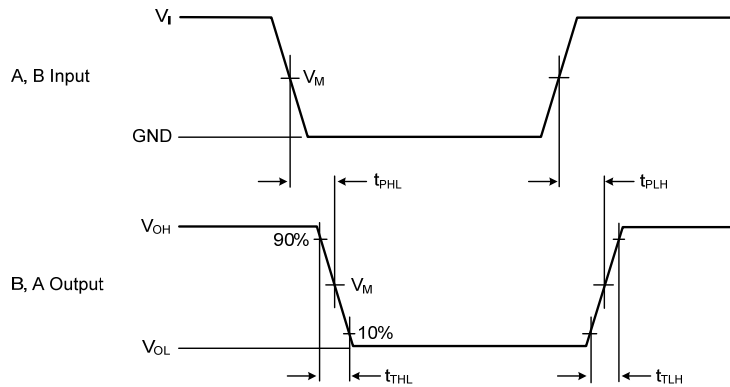 VI
A, B Input
VM
GND
tPHL
tPLH
VOH
90%
B, A Output
VM
10%
VOL
tTHL
tTLH